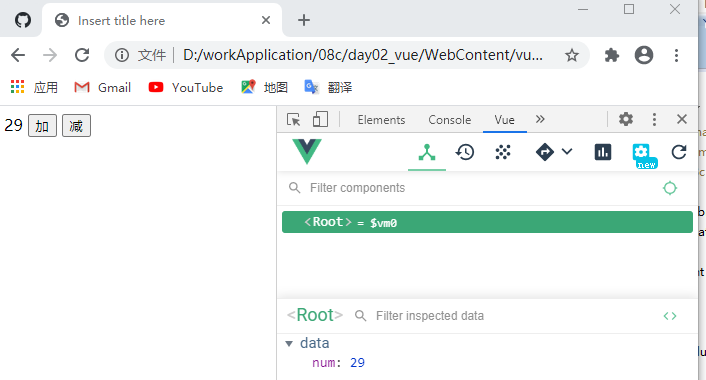 Insert title here
文件 D:/workApplication/08c/day02_vue/WebContent/vu...
应用 Gmail YouTube 地图 翻译
29 加 减
Elements Console Vue
new
Filter components
<Root> = $vm0
<Root> Filter inspected data
data
num: 29